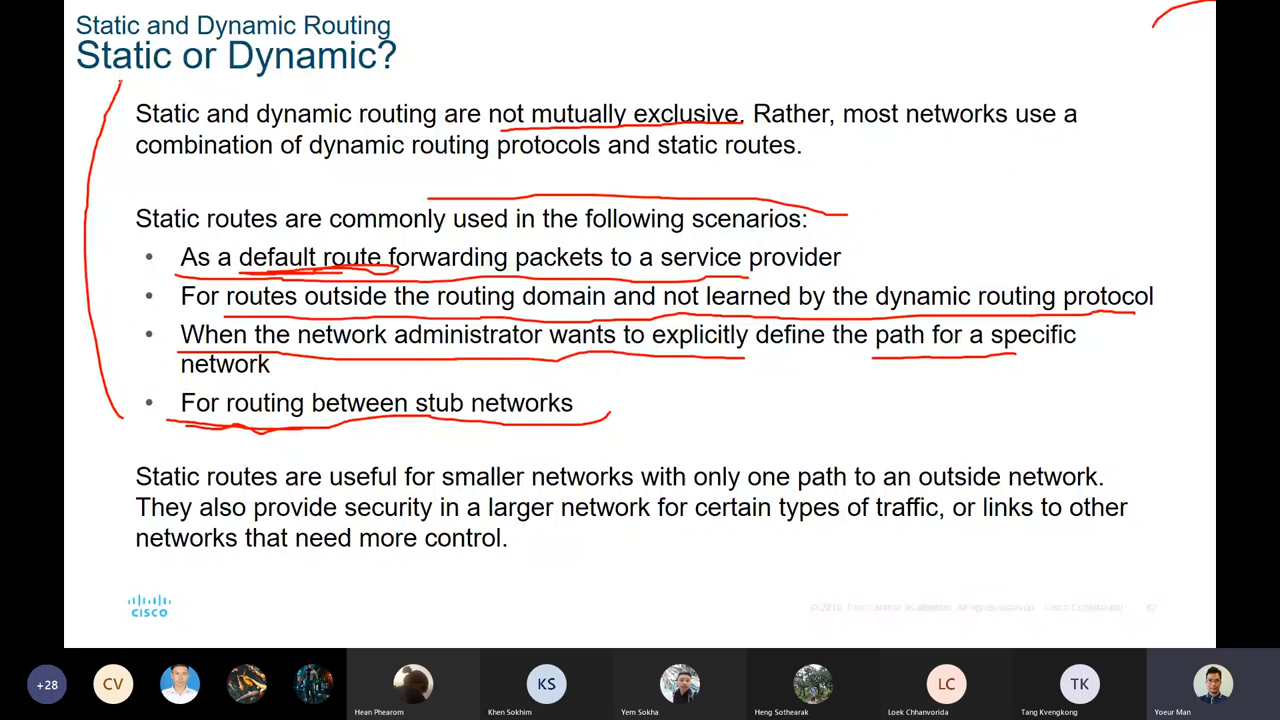 Static and Dynamic Routing
Static or Dynamic?
Static and dynamic routing are not mutually exclusive. Rather, most networks use a
combination of dynamic routing protocols and static routes.
Static routes are commonly used in the following scenarios:
• As a default route forwarding packets to a service provider
• For routes outside the routing domain and not learned by the dynamic routing protocol
• When the network administrator wants to explicitly define the path for a specific
network
• For routing between stub networks
Static routes are useful for smaller networks with only one path to an outside network.
They also provide security in a larger network for certain types of traffic, or links to other
networks that need more control.
CISCO
+28
CV
KS
LC
TK
Hean Phearom
Khen Sokhim
Yem Sokha
Heng Sothearak
Loek Chhanvorida
Tang Kvengkong
Yoeur Man